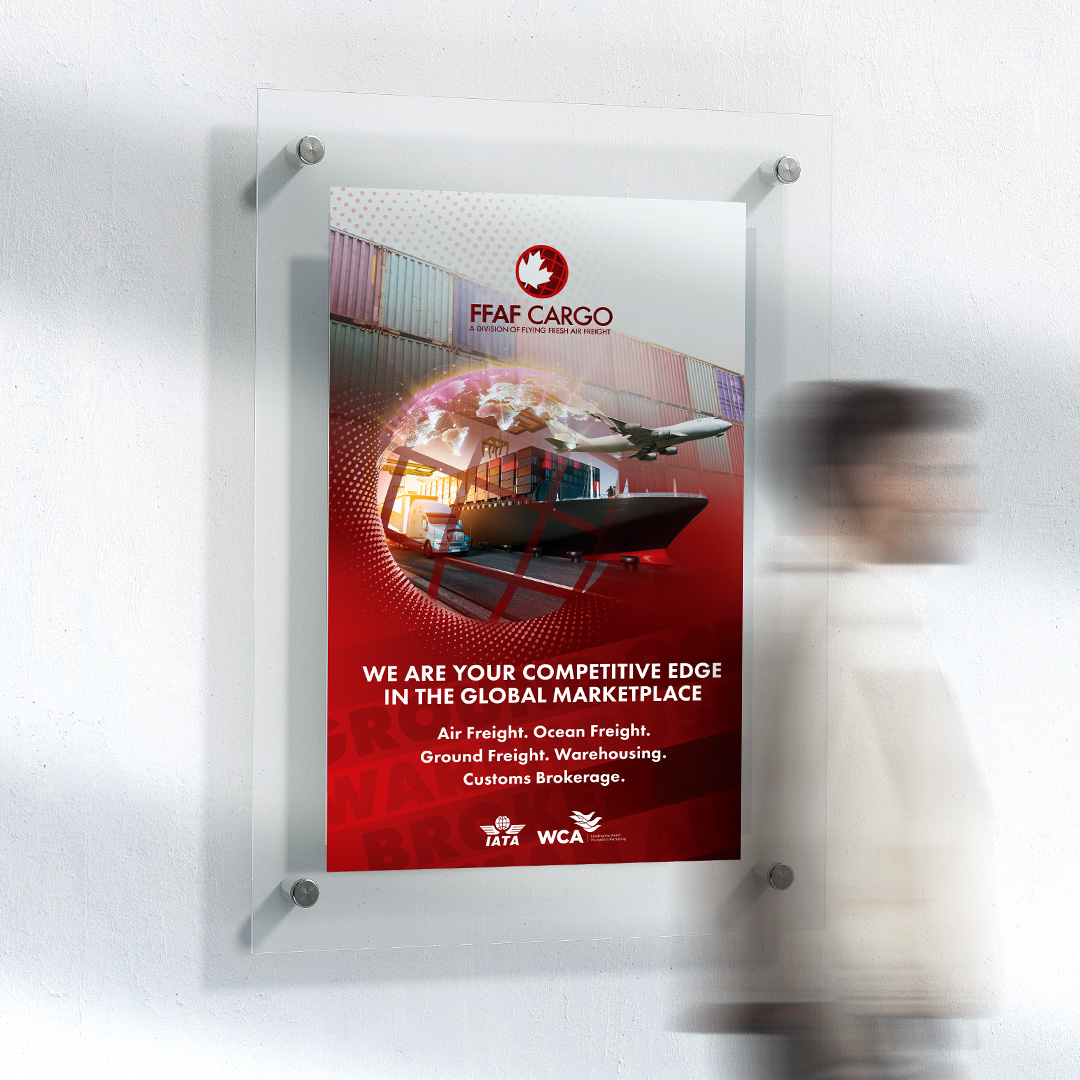 FFAF CARGO
A DIVISION OF FLYING FRESH AIR FREIGHT
WE ARE YOUR COMPETITIVE EDGE
IN THE GLOBAL MARKETPLACE
Air Freight. Ocean Freight.
Ground Freight. Warehousing.
Customs Brokerage.
IATA
WCA